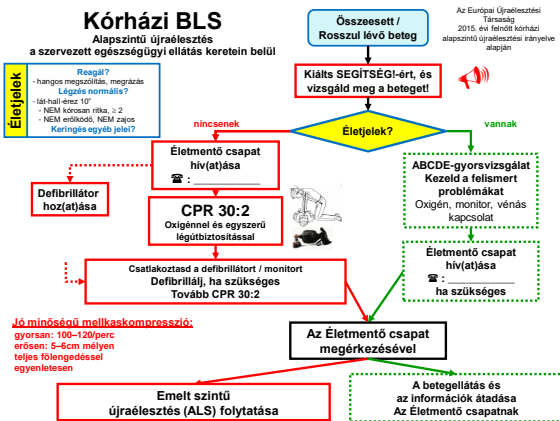 Kórházi BLS
Alapszintű újraélesztés
a szervezett egészségügyi ellátás keretein belül
Összeesett /
Rosszul lévő beteg
Az Európai Újraélesztési
Társaság
2015. évi felnőtt kórházi
alapszintű újraélesztési irányelve
alapján
Életjelek
Reagál?
- hangos megszólítás, megrázás
Légzés normális?
- lát-hall-érez 10"
- NEM kórosan ritka, ≥ 2
- NEM erőlködő, NEM zajos
Keringés egyéb jelei?
Kiálts SEGÍTSÉG!-ért, és
vizsgáld meg a beteget!
nincsenek
Életjelek?
vannak
Életmentő csapat
hív(at)ása
☎ : __________
Defibrillátor
hoz(at)ása
CPR 30:2
Oxigénnel és egyszerű
légútbiztosítással
ABCDE-gyorsvizsgálat
Kezeld a felismert
problémákat
Oxigén, monitor, vénás
kapcsolat
Életmentő csapat
hív(at)ása
☎ : __________
ha szükséges
Csatlakoztasd a defibrillátort / monitort
Defibrillálj, ha szükséges
Tovább CPR 30:2
Jó minőségű mellkaskompresszió:
gyorsan: 100–120/perc
erősen: 5–6cm mélyen
teljes fölengedéssel
egyenletesen
Az Életmentő csapat
megérkezésével
Emelt szintű
újraélesztés (ALS) folytatása
A betegellátás és
az információk átadása
Az Életmentő csapatnak